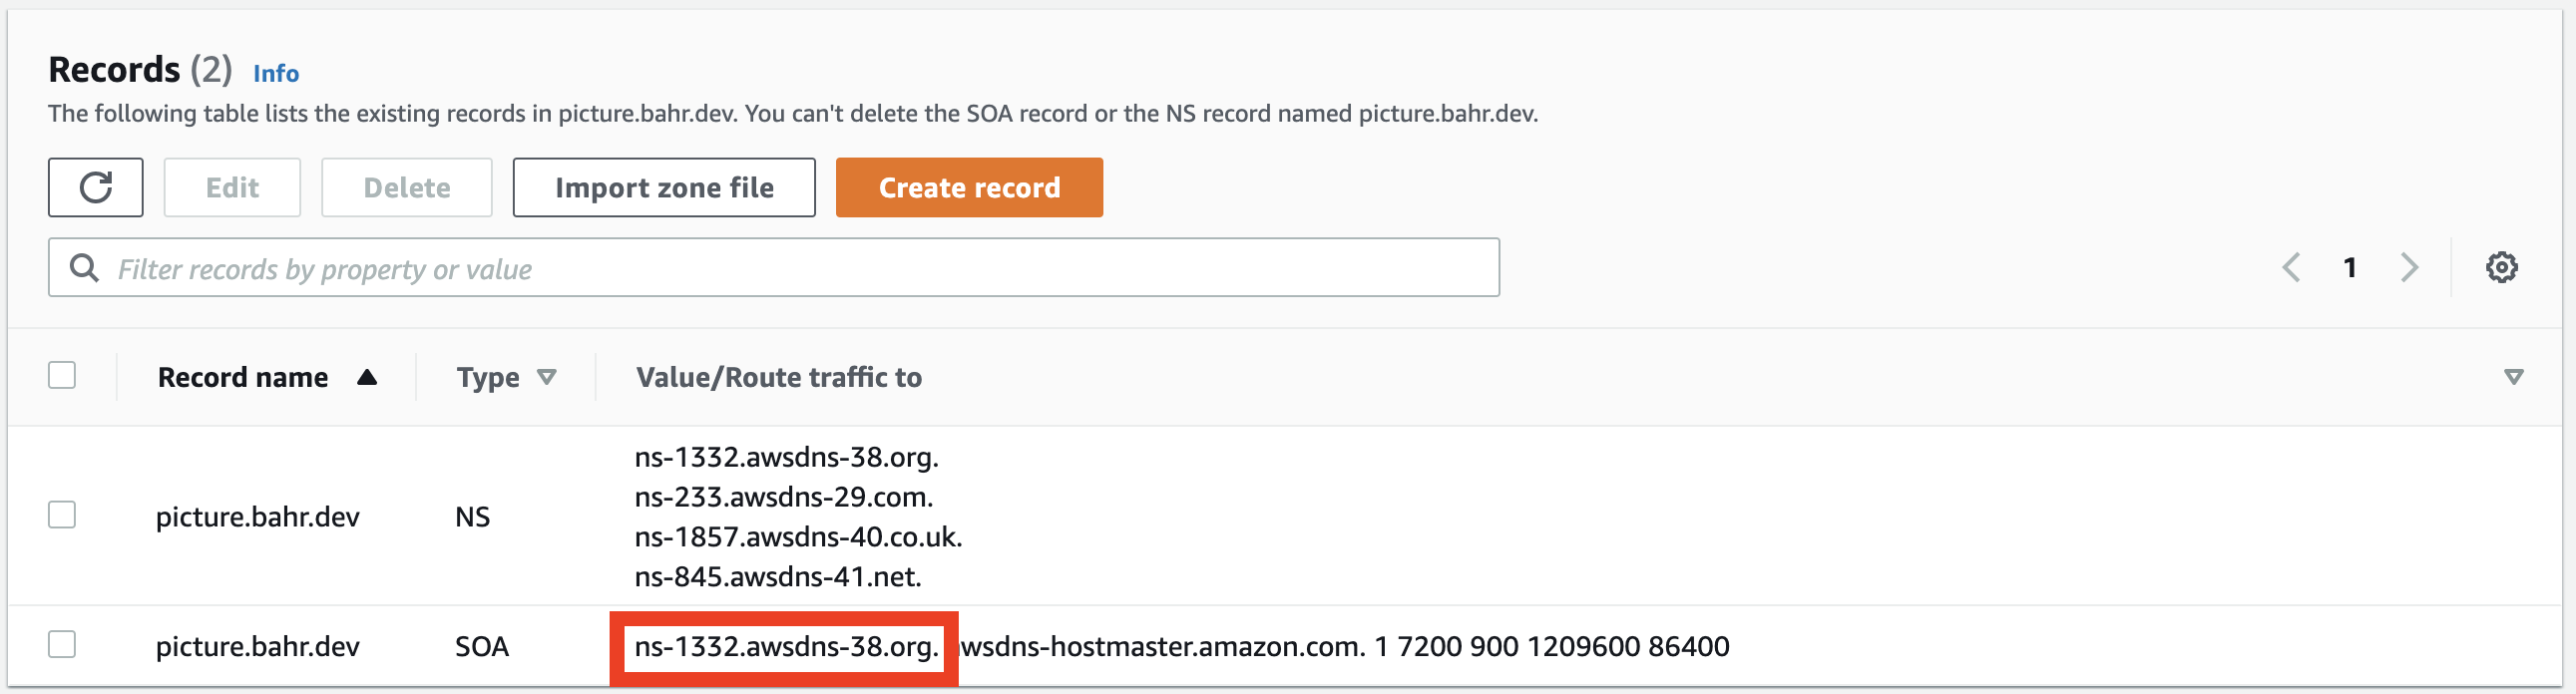 Records (2) Info
The following table lists the existing records in picture.bahr.dev. You can't delete the SOA record or the NS record named picture.bahr.dev.
Edit Delete Import zone file Create record
Filter records by property or value 1
Record name Type Value/Route traffic to
ns-1332.awsdns-38.org.
ns-233.awsdns-29.com.
picture.bahr.dev NS
ns-1857.awsdns-40.co.uk.
ns-845.awsdns-41.net.
picture.bahr.dev SOA ns-1332.awsdns-38.org. wsdns-hostmaster.amazon.com. 1 7200 900 1209600 86400